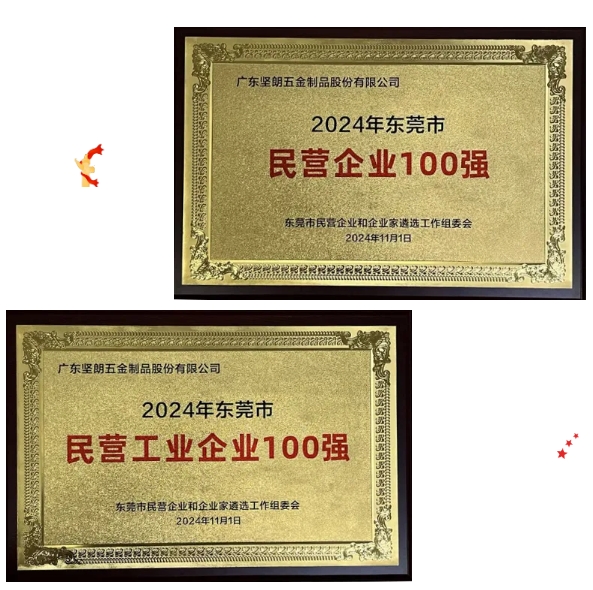 广东坚朗五金制品股份有限公司
2024年东莞市
民营企业100强
东莞市民营企业和企业家遴选工作组委会
2024年11月1日
广东坚朗五金制品股份有限公司
2024年东莞市
民营工业企业100强
东莞市民营企业和企业家遴选工作组委会
2024年11月1日